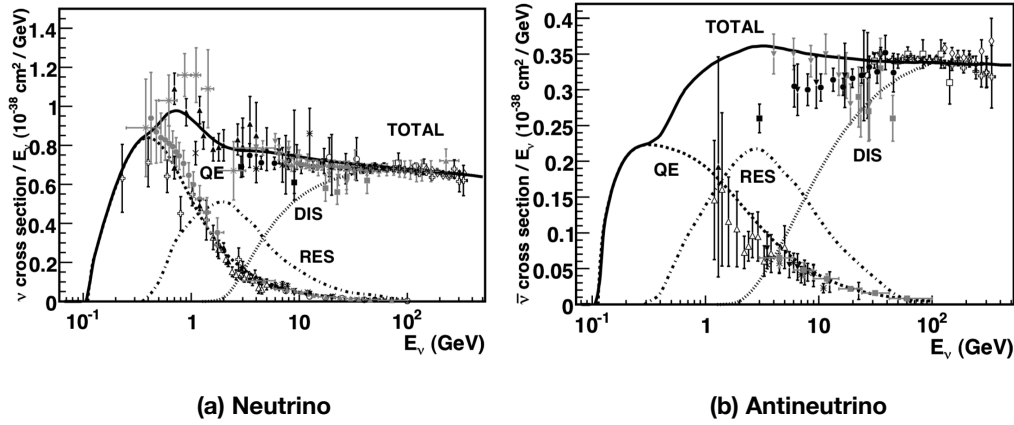 ν cross section / Eν (10⁻³⁸ cm² / GeV)
1.4
1.2
1
0.8
0.6
0.4
0.2
0
TOTAL
QE
DIS
RES
10⁻¹
1
10
10²
Eν (GeV)
(a) Neutrino
ν̅ cross section / Eν (10⁻³⁸ cm² / GeV)
0.4
0.35
0.3
0.25
0.2
0.15
0.1
0.05
0
TOTAL
QE
RES
DIS
10⁻¹
1
10
10²
Eν (GeV)
(b) Antineutrino